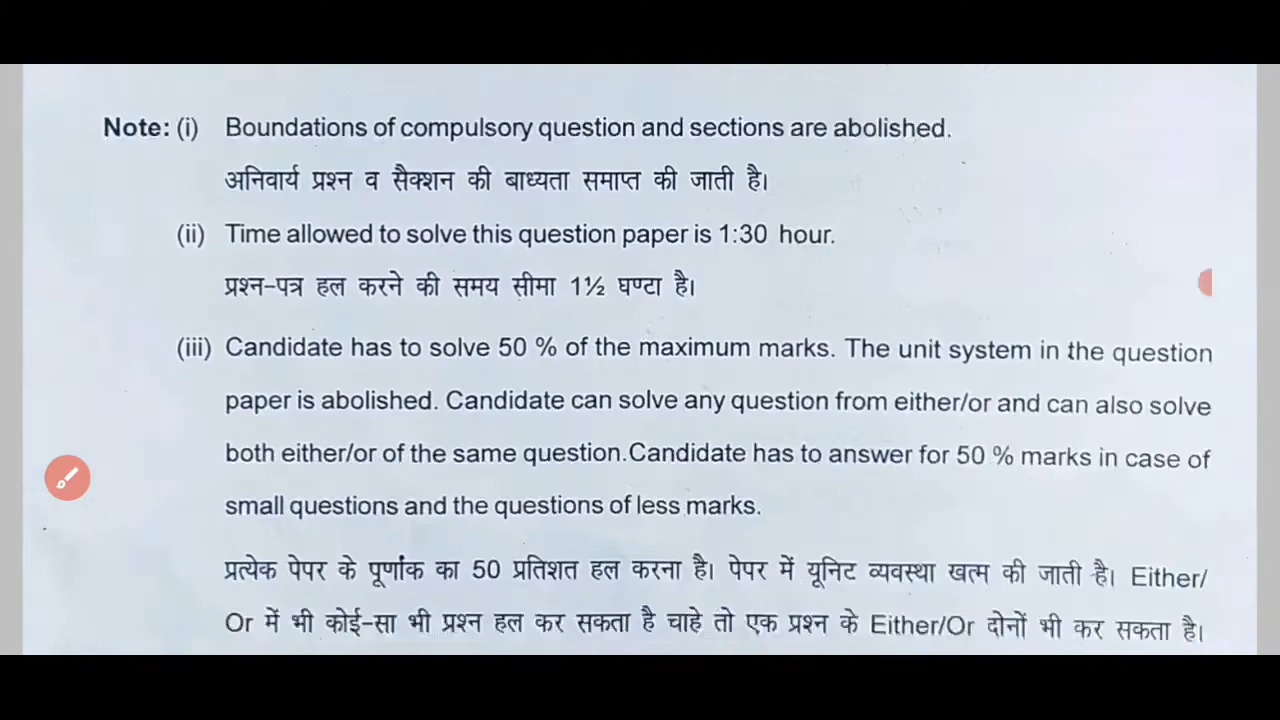 Note: (i) Boundations of compulsory question and sections are abolished.
अनिवार्य प्रश्न व सैक्शन की बाध्यता समाप्त की जाती है।
(ii) Time allowed to solve this question paper is 1:30 hour.
प्रश्न-पत्र हल करने की समय सीमा 1½ घण्टा है।
(iii) Candidate has to solve 50 % of the maximum marks. The unit system in the question
paper is abolished. Candidate can solve any question from either/or and can also solve
both either/or of the same question.Candidate has to answer for 50 % marks in case of
small questions and the questions of less marks.
प्रत्येक पेपर के पूर्णांक का 50 प्रतिशत हल करना है। पेपर में यूनिट व्यवस्था खत्म की जाती है। Either/
Or में भी कोई-सा भी प्रश्न हल कर सकता है चाहे तो एक प्रश्न के Either/Or दोनों भी कर सकता है।